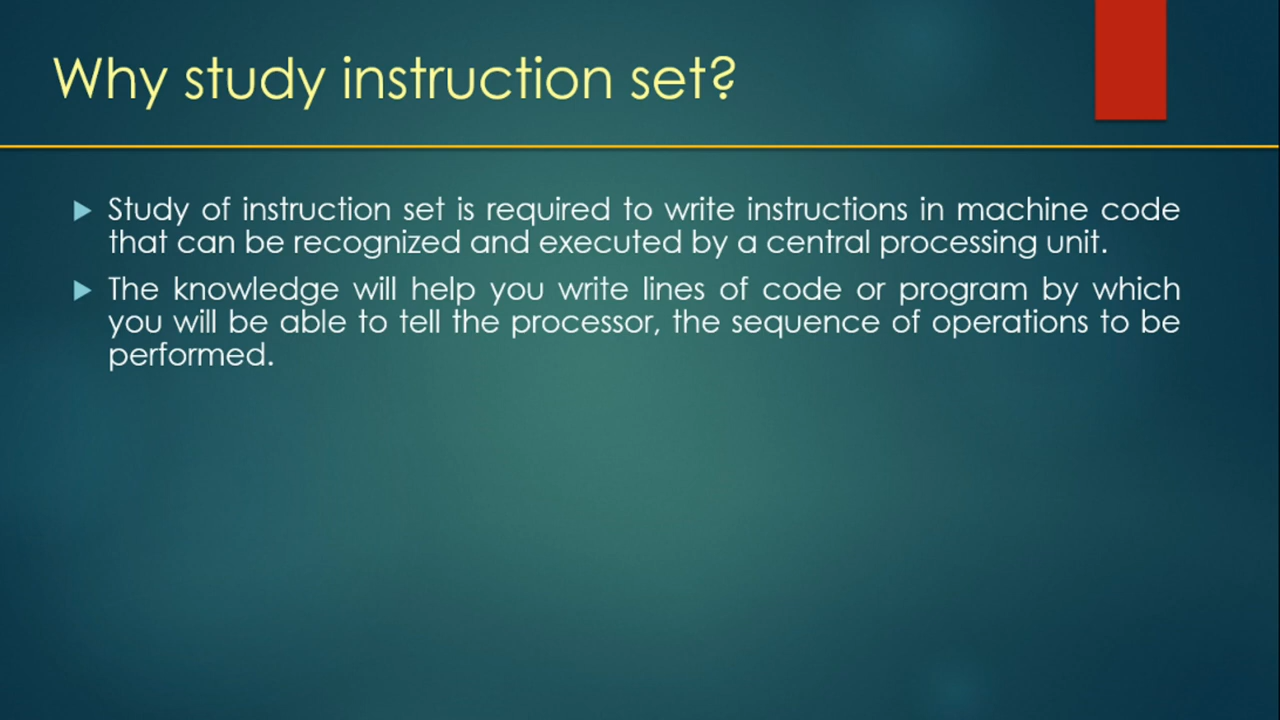 Why study instruction set?
Study of instruction set is required to write instructions in machine code
that can be recognized and executed by a central processing unit.
The knowledge will help you write lines of code or program by which
you will be able to tell the processor, the sequence of operations to be
performed.